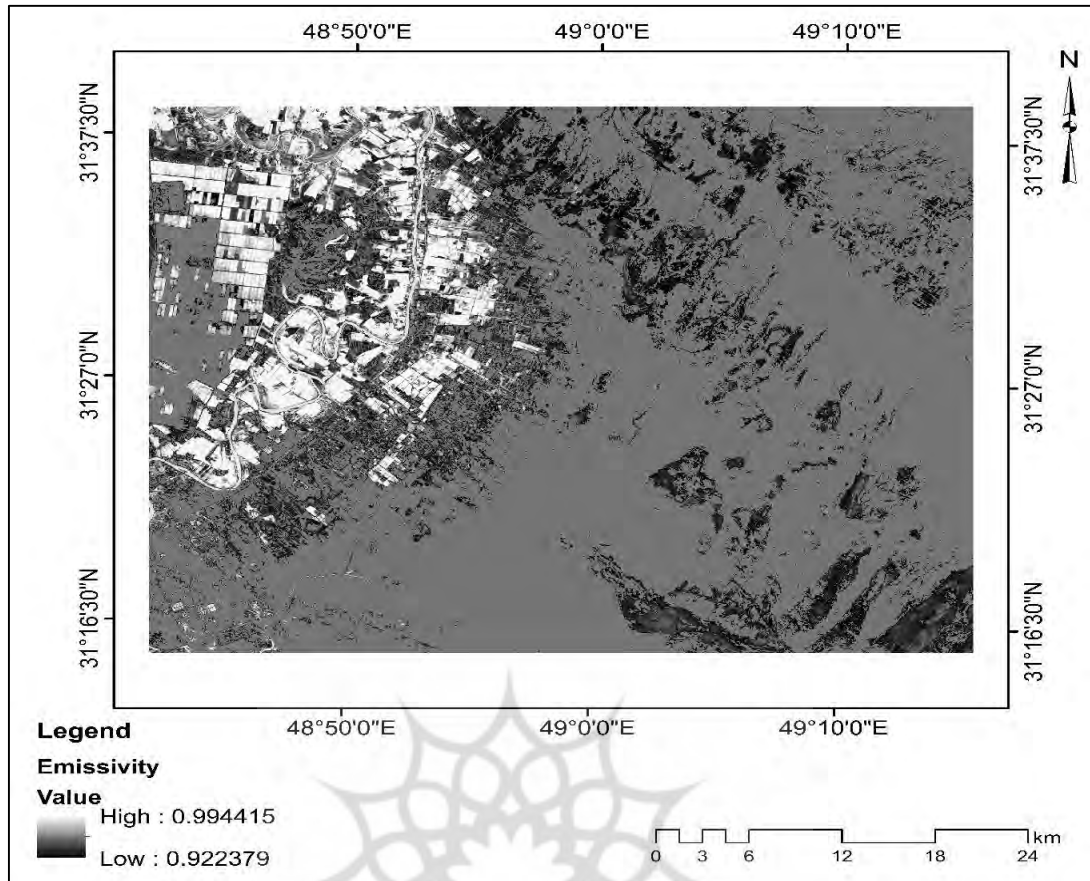 48°50'0"E 49°0'0"E 49°10'0"E
N
31°37'30"N 31°37'30"N
31°27'0"N 31°27'0"N
31°16'30"N 31°16'30"N
48°50'0"E 49°0'0"E 49°10'0"E
Legend
Emissivity
Value
High : 0.994415
Low : 0.922379
km
0 3 6 12 18 24